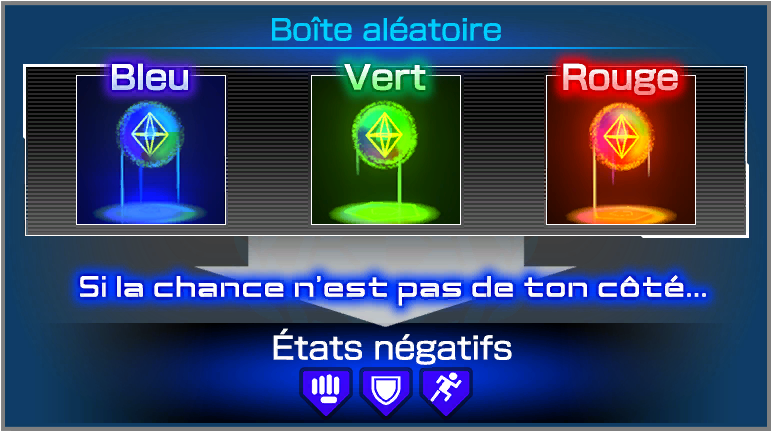 Boîte aléatoire
Bleu Vert Rouge
Si la chance n'est pas de ton côté...
États négatifs